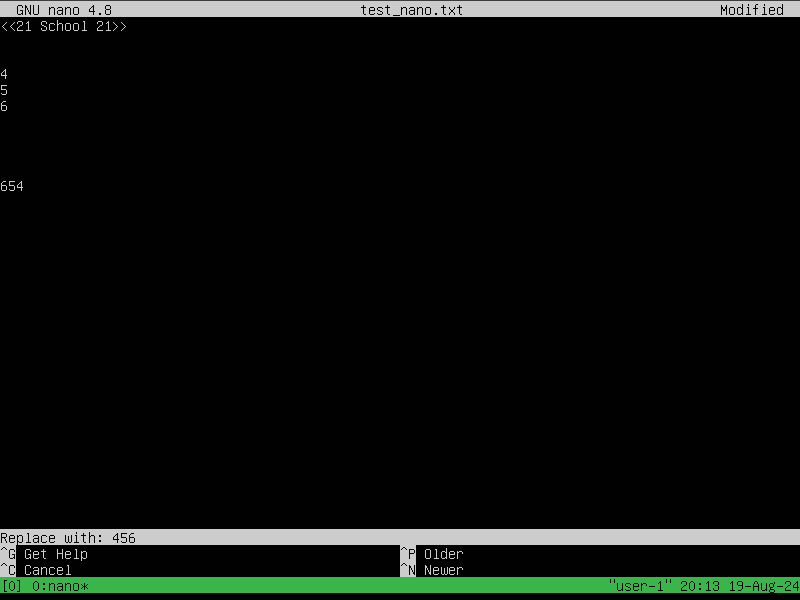 GNU nano 4.8 test_nano.txt Modified
<<21 School 21>>
4
5
6
654
Replace with: 456
^G Get Help ^P Older
^C Cancel ^N Newer
[0] 0:nano* "user-1" 20:13 19-Aug-24